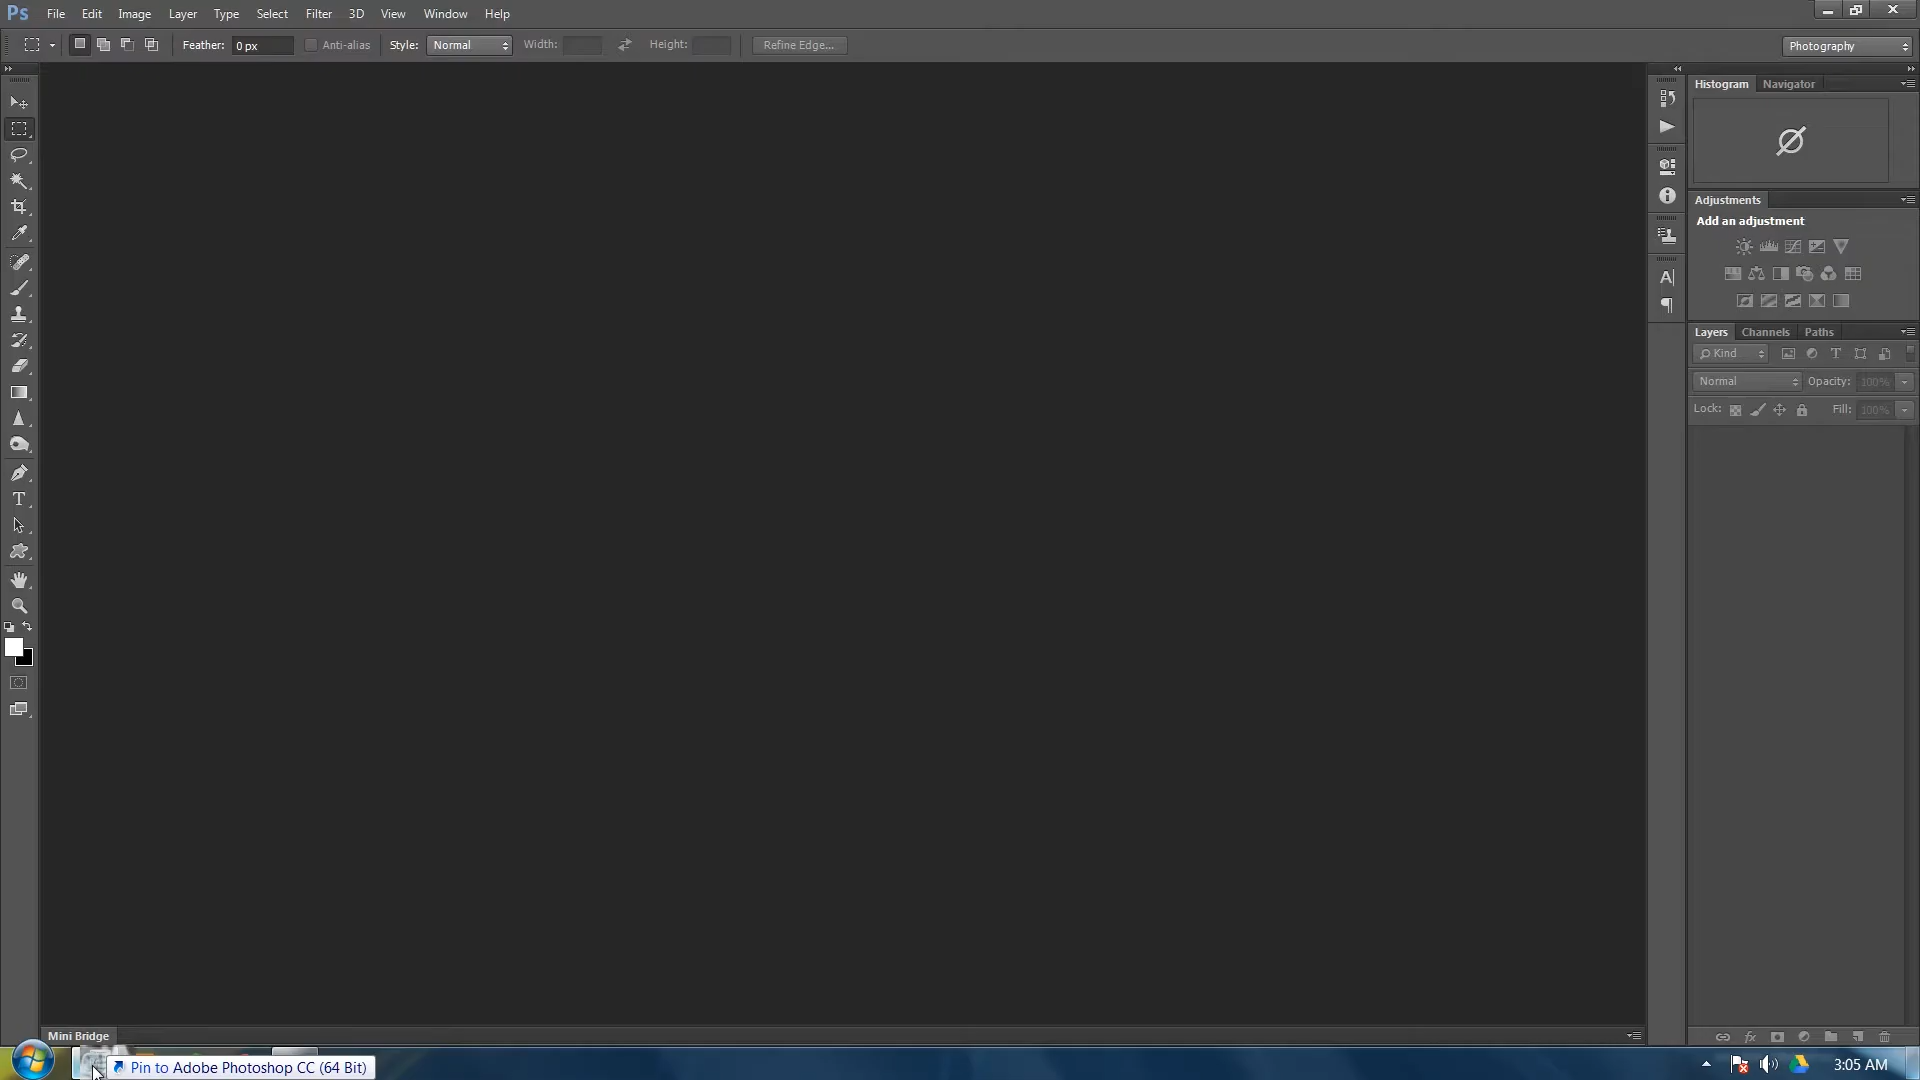 Ps File Edit Image Layer Type Select Filter 3D View Window Help
Feather: 0 px Anti-alias Style: Normal Width: Height: Refine Edge... Photography
Histogram Navigator
Adjustments
Add an adjustment
Layers Channels Paths
Kind
Normal Opacity: 100%
Lock: Fill: 100%
Mini Bridge
Pin to Adobe Photoshop CC (64 Bit)
3:05 AM